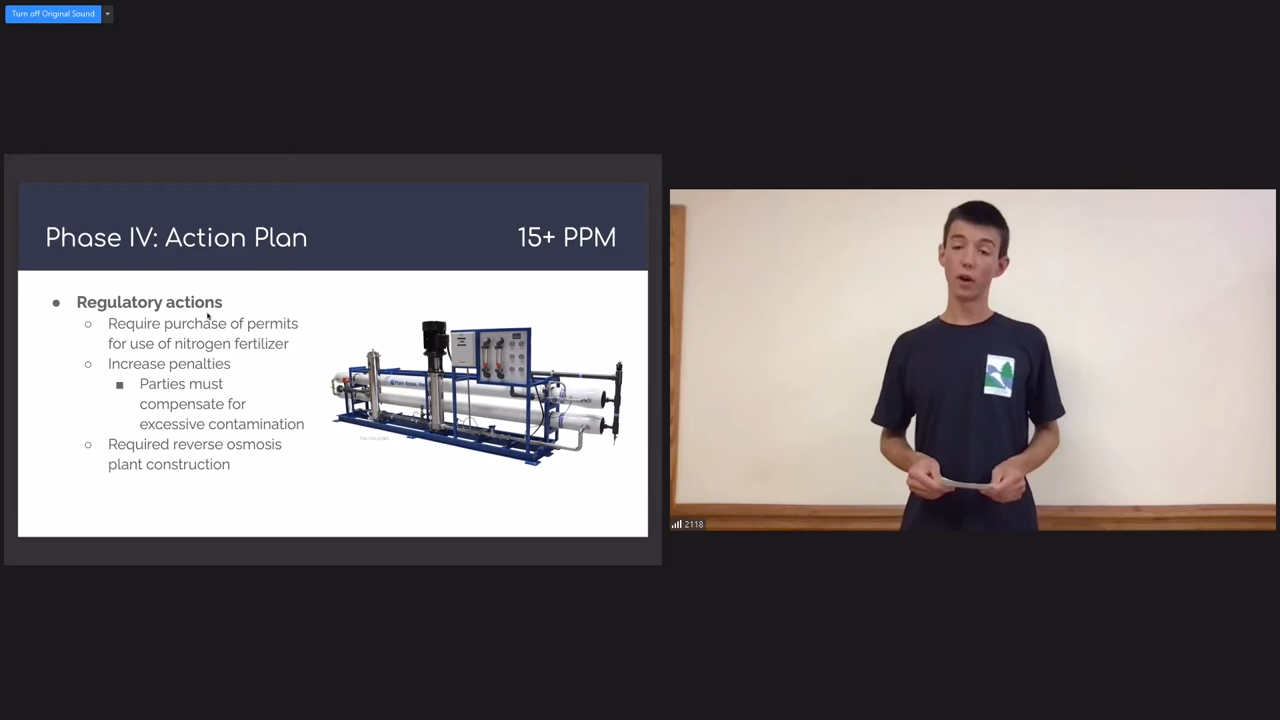 Turn off Original Sound
Phase IV: Action Plan
15+ PPM
● Regulatory actions
○ Require purchase of permits
for use of nitrogen fertilizer
○ Increase penalties
■ Parties must
compensate for
excessive contamination
○ Required reverse osmosis
plant construction
2118